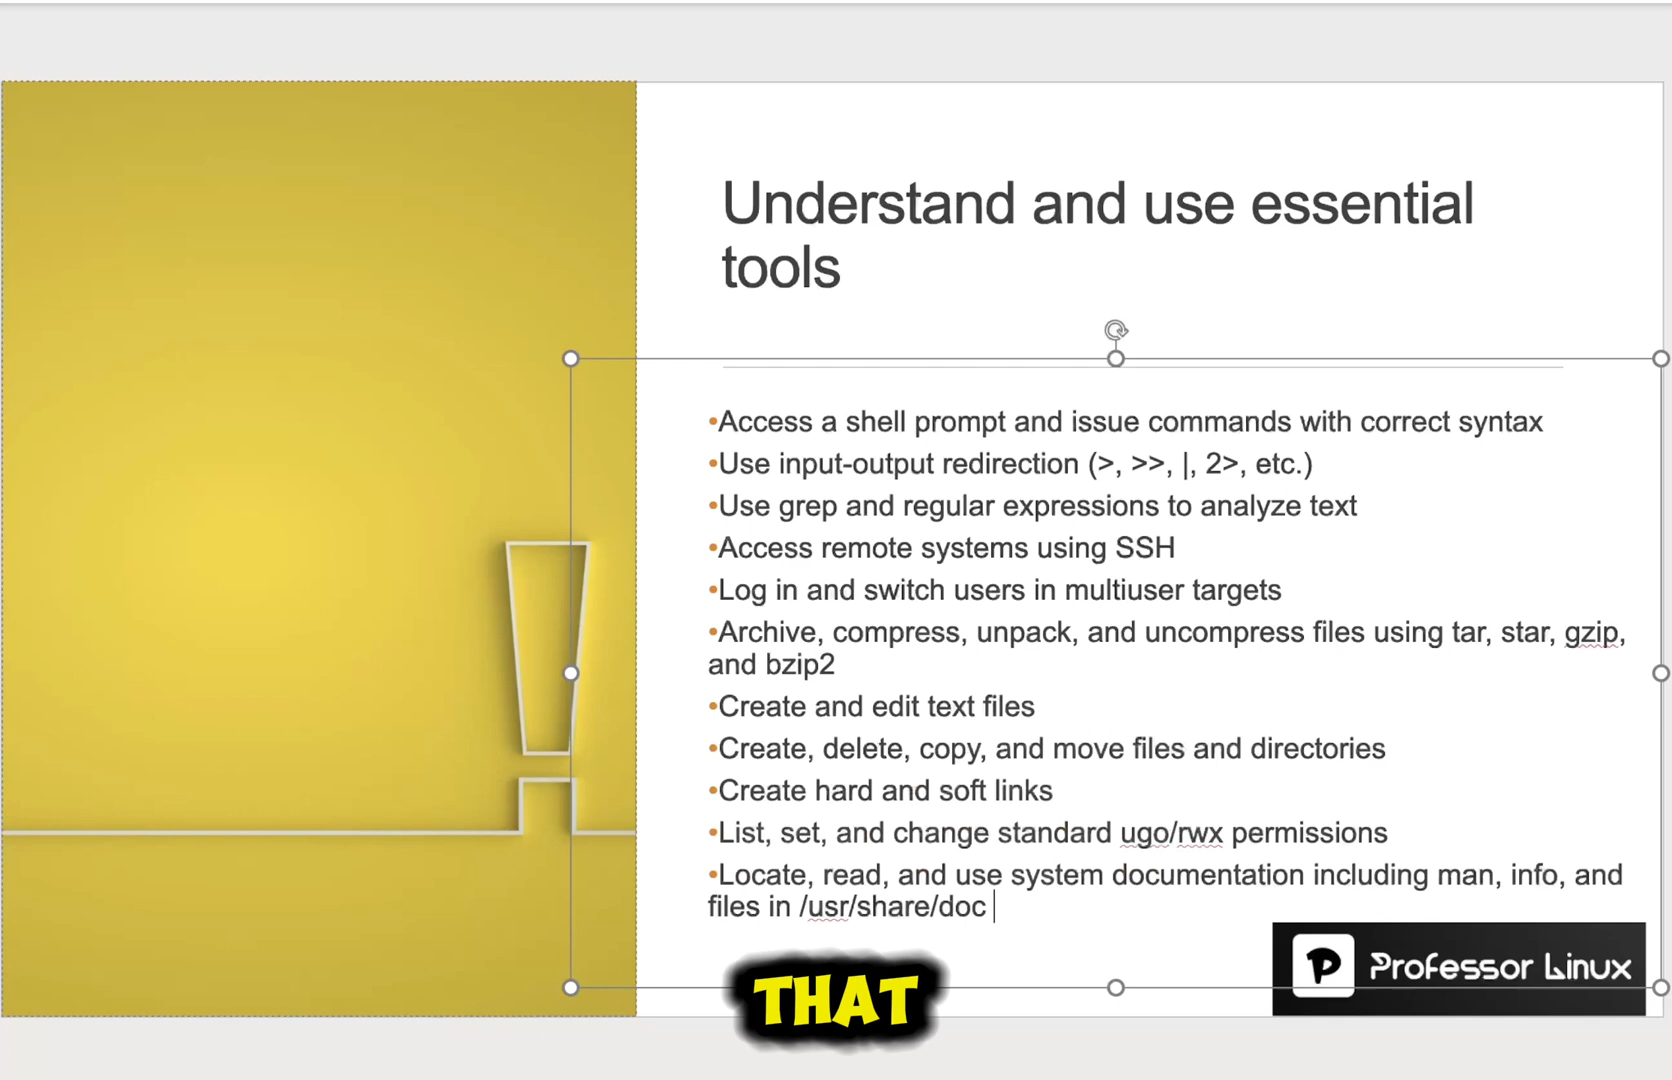 Understand and use essential
tools
•Access a shell prompt and issue commands with correct syntax
•Use input-output redirection (>, >>, |, 2>, etc.)
•Use grep and regular expressions to analyze text
•Access remote systems using SSH
•Log in and switch users in multiuser targets
•Archive, compress, unpack, and uncompress files using tar, star, gzip,
and bzip2
•Create and edit text files
•Create, delete, copy, and move files and directories
•Create hard and soft links
•List, set, and change standard ugo/rwx permissions
•Locate, read, and use system documentation including man, info, and
files in /usr/share/doc
P Professor Linux
THAT